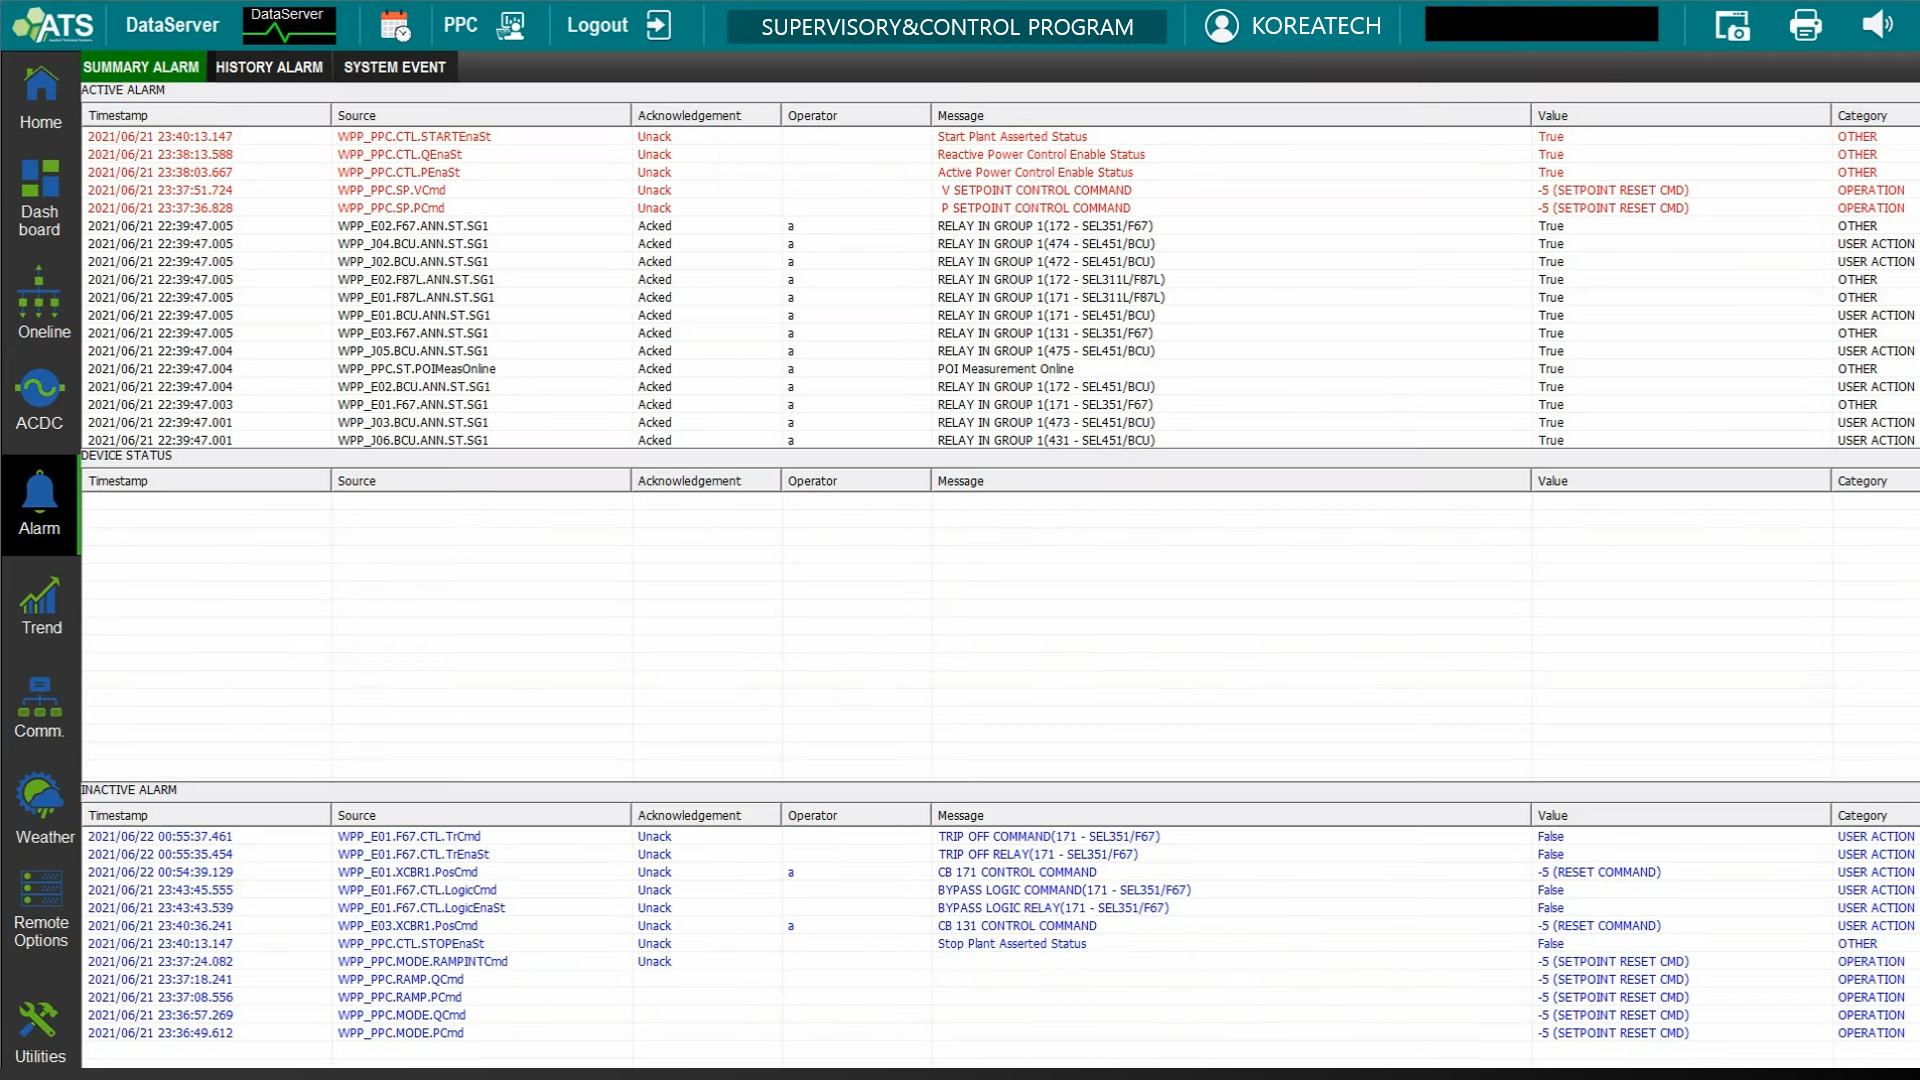 ATS DataServer DataServer PPC Logout SUPERVISORY&CONTROL PROGRAM KOREATECH
SUMMARY ALARM HISTORY ALARM SYSTEM EVENT
Home
Dash
board
Oneline
ACDC
Alarm
Trend
Comm.
Weather
Remote
Options
Utilities
ACTIVE ALARM
Timestamp Source Acknowledgement Operator Message Value Category
2021/06/21 23:40:13.147 WPP_PPC.CTL.STARTEnaSt Unack Start Plant Asserted Status True OTHER
2021/06/21 23:38:13.588 WPP_PPC.CTL.QEnaSt Unack Reactive Power Control Enable Status True OTHER
2021/06/21 23:38:03.667 WPP_PPC.CTL.PEnaSt Unack Active Power Control Enable Status True OTHER
2021/06/21 23:37:51.724 WPP_PPC.SP.VCmd Unack V SETPOINT CONTROL COMMAND -5 (SETPOINT RESET CMD) OPERATION
2021/06/21 23:37:36.828 WPP_PPC.SP.PCmd Unack P SETPOINT CONTROL COMMAND -5 (SETPOINT RESET CMD) OPERATION
2021/06/21 22:39:47.005 WPP_E02.F67.ANN.ST.SG1 Acked a RELAY IN GROUP 1(172 - SEL351/F67) True OTHER
2021/06/21 22:39:47.005 WPP_J04.BCU.ANN.ST.SG1 Acked a RELAY IN GROUP 1(474 - SEL451/BCU) True USER ACTION
2021/06/21 22:39:47.005 WPP_J02.BCU.ANN.ST.SG1 Acked a RELAY IN GROUP 1(472 - SEL451/BCU) True USER ACTION
2021/06/21 22:39:47.005 WPP_E02.F87L.ANN.ST.SG1 Acked a RELAY IN GROUP 1(172 - SEL311L/F87L) True OTHER
2021/06/21 22:39:47.005 WPP_E01.F87L.ANN.ST.SG1 Acked a RELAY IN GROUP 1(171 - SEL311L/F87L) True OTHER
2021/06/21 22:39:47.005 WPP_E01.BCU.ANN.ST.SG1 Acked a RELAY IN GROUP 1(171 - SEL451/BCU) True USER ACTION
2021/06/21 22:39:47.005 WPP_E03.F67.ANN.ST.SG1 Acked a RELAY IN GROUP 1(131 - SEL351/F67) True OTHER
2021/06/21 22:39:47.004 WPP_J05.BCU.ANN.ST.SG1 Acked a RELAY IN GROUP 1(475 - SEL451/BCU) True USER ACTION
2021/06/21 22:39:47.004 WPP_PPC.ST.POIMeasOnline Acked a POI Measurement Online True OTHER
2021/06/21 22:39:47.004 WPP_E02.BCU.ANN.ST.SG1 Acked a RELAY IN GROUP 1(172 - SEL451/BCU) True USER ACTION
2021/06/21 22:39:47.003 WPP_E01.F67.ANN.ST.SG1 Acked a RELAY IN GROUP 1(171 - SEL351/F67) True OTHER
2021/06/21 22:39:47.001 WPP_J03.BCU.ANN.ST.SG1 Acked a RELAY IN GROUP 1(473 - SEL451/BCU) True USER ACTION
2021/06/21 22:39:47.001 WPP_J06.BCU.ANN.ST.SG1 Acked a RELAY IN GROUP 1(431 - SEL451/BCU) True USER ACTION
DEVICE STATUS
Timestamp Source Acknowledgement Operator Message Value Category
INACTIVE ALARM
Timestamp Source Acknowledgement Operator Message Value Category
2021/06/22 00:55:37.461 WPP_E01.F67.CTL.TrCmd Unack TRIP OFF COMMAND(171 - SEL351/F67) False USER ACTION
2021/06/22 00:55:35.454 WPP_E01.F67.CTL.TrEnaSt Unack TRIP OFF RELAY(171 - SEL351/F67) False USER ACTION
2021/06/22 00:54:39.129 WPP_E01.XCBR1.PosCmd Unack a CB 171 CONTROL COMMAND -5 (RESET COMMAND) USER ACTION
2021/06/21 23:43:45.555 WPP_E01.F67.CTL.LogicCmd Unack BYPASS LOGIC COMMAND(171 - SEL351/F67) False USER ACTION
2021/06/21 23:43:43.539 WPP_E01.F67.CTL.LogicEnaSt Unack BYPASS LOGIC RELAY(171 - SEL351/F67) False USER ACTION
2021/06/21 23:40:36.241 WPP_E03.XCBR1.PosCmd Unack a CB 131 CONTROL COMMAND -5 (RESET COMMAND) USER ACTION
2021/06/21 23:40:13.147 WPP_PPC.CTL.STOPEnaSt Unack Stop Plant Asserted Status False OTHER
2021/06/21 23:37:24.082 WPP_PPC.MODE.RAMPINTCmd Unack -5 (SETPOINT RESET CMD) OPERATION
2021/06/21 23:37:18.241 WPP_PPC.RAMP.QCmd -5 (SETPOINT RESET CMD) OPERATION
2021/06/21 23:37:08.556 WPP_PPC.RAMP.PCmd -5 (SETPOINT RESET CMD) OPERATION
2021/06/21 23:36:57.269 WPP_PPC.MODE.QCmd -5 (SETPOINT RESET CMD) OPERATION
2021/06/21 23:36:49.612 WPP_PPC.MODE.PCmd -5 (SETPOINT RESET CMD) OPERATION